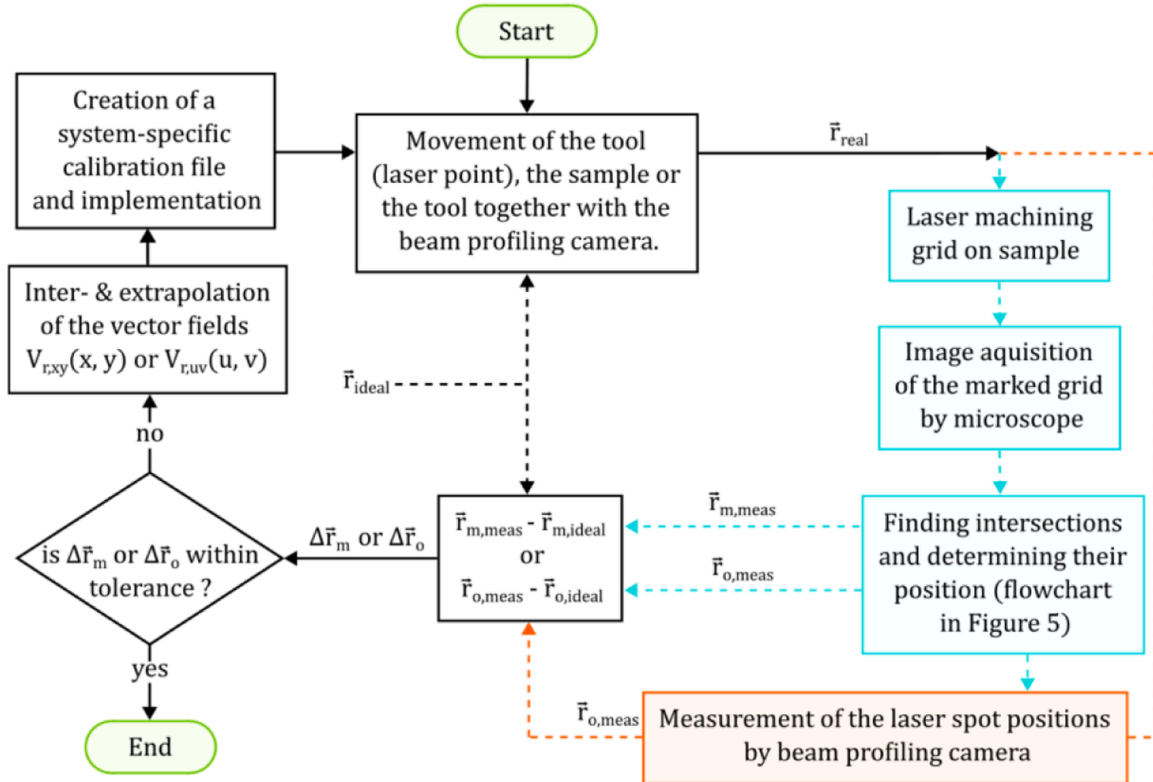 Start
Creation of a
system-specific
calibration file
and implementation
Movement of the tool
(laser point), the sample or
the tool together with the
beam profiling camera.
r⃗real
Laser machining
grid on sample
Inter- & extrapolation
of the vector fields
Vr,xy(x, y) or Vr,uv(u, v)
Image aquisition
of the marked grid
by microscope
r⃗ideal
no
is Δr⃗m or Δr⃗o within
tolerance ?
Δr⃗m or Δr⃗o
r⃗m,meas - r⃗m,ideal
or
r⃗o,meas - r⃗o,ideal
r⃗m,meas
r⃗o,meas
Finding intersections
and determining their
position (flowchart
in Figure 5)
yes
End
r⃗o,meas
Measurement of the laser spot positions
by beam profiling camera